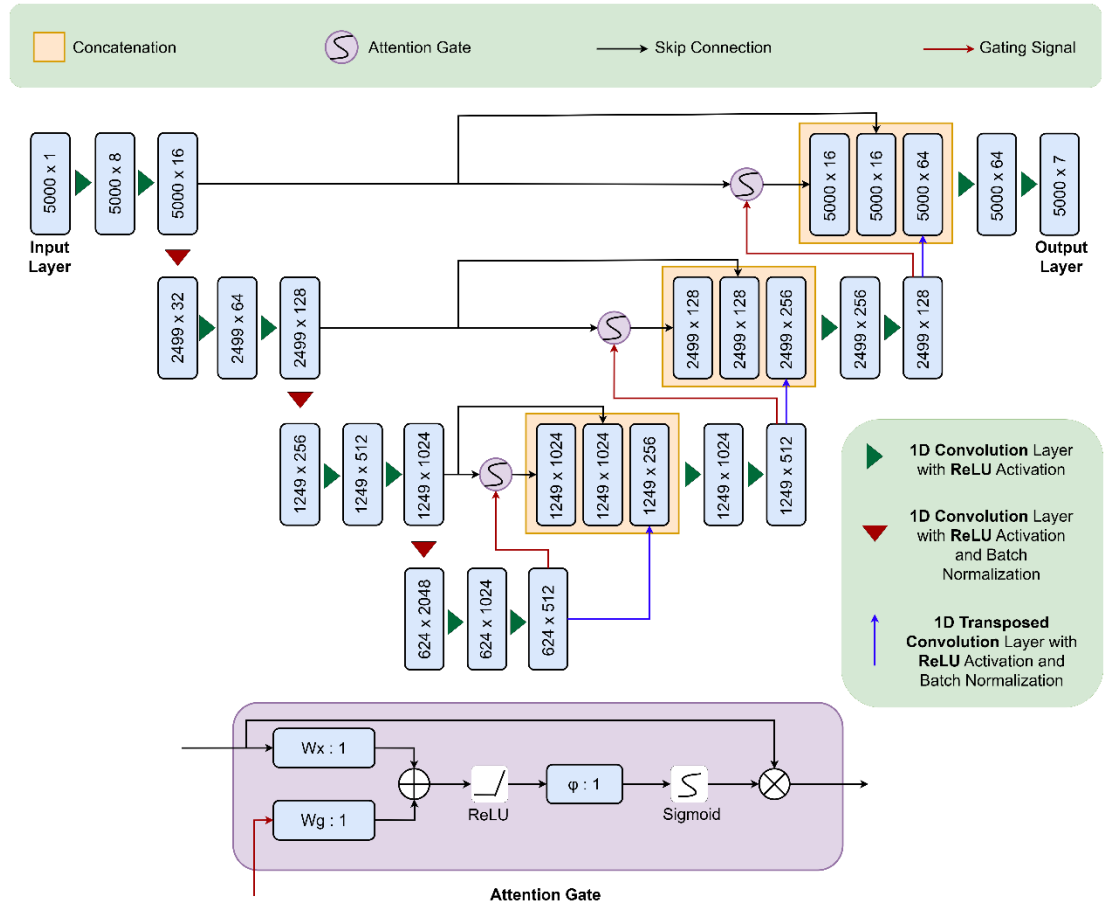 Concatenation
Attention Gate
Skip Connection
Gating Signal
5000 x 1
5000 x 8
5000 x 16
5000 x 16
5000 x 16
5000 x 64
5000 x 64
5000 x 7
Input
Layer
Output
Layer
2499 x 32
2499 x 64
2499 x 128
2499 x 128
2499 x 128
2499 x 256
2499 x 256
2499 x 128
1249 x 256
1249 x 512
1249 x 1024
1249 x 1024
1249 x 1024
1249 x 256
1249 x 1024
1249 x 512
624 x 2048
624 x 1024
624 x 512
1D Convolution Layer
with ReLU Activation
1D Convolution Layer
with ReLU Activation
and Batch
Normalization
1D Transposed
Convolution Layer with
ReLU Activation and
Batch Normalization
Wx : 1
Wg : 1
ReLU
φ : 1
Sigmoid
Attention Gate